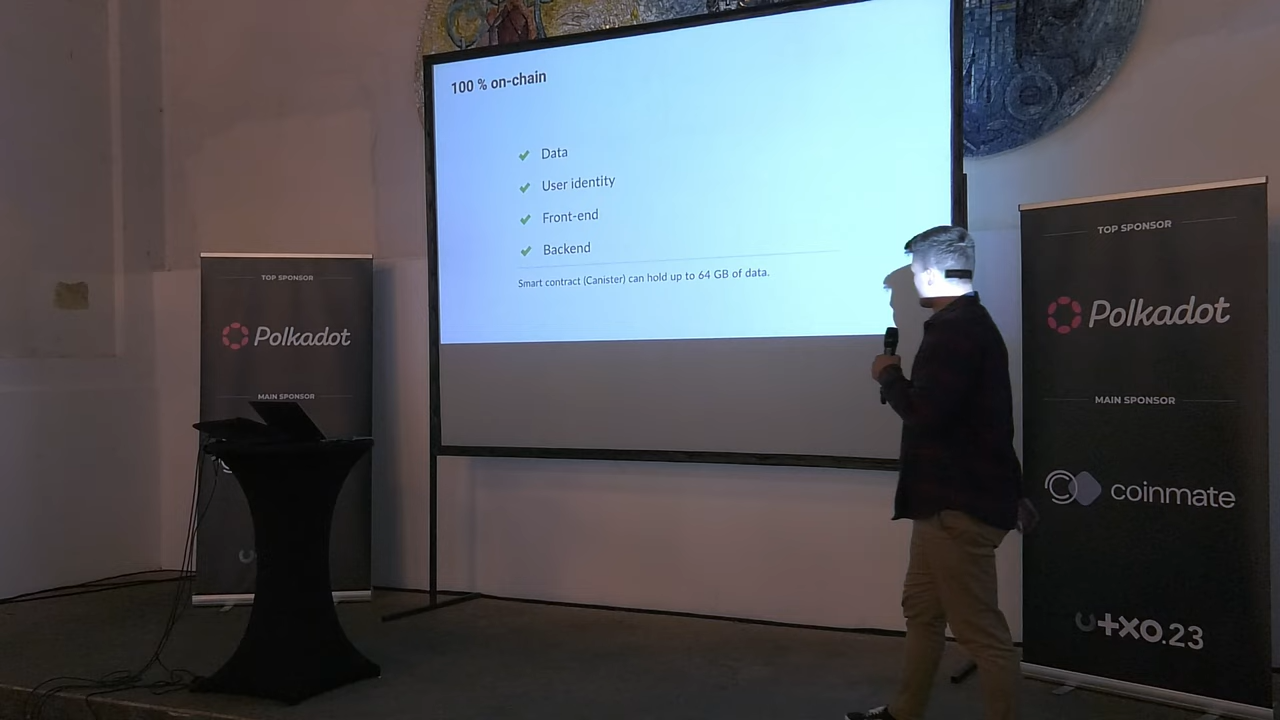 100 % on-chain
Data
User identity
Front-end
Backend
Smart contract (Canister) can hold up to 64 GB of data.
TOP SPONSOR
Polkadot
MAIN SPONSOR
TOP SPONSOR
Polkadot
MAIN SPONSOR
coinmate
utxo.23